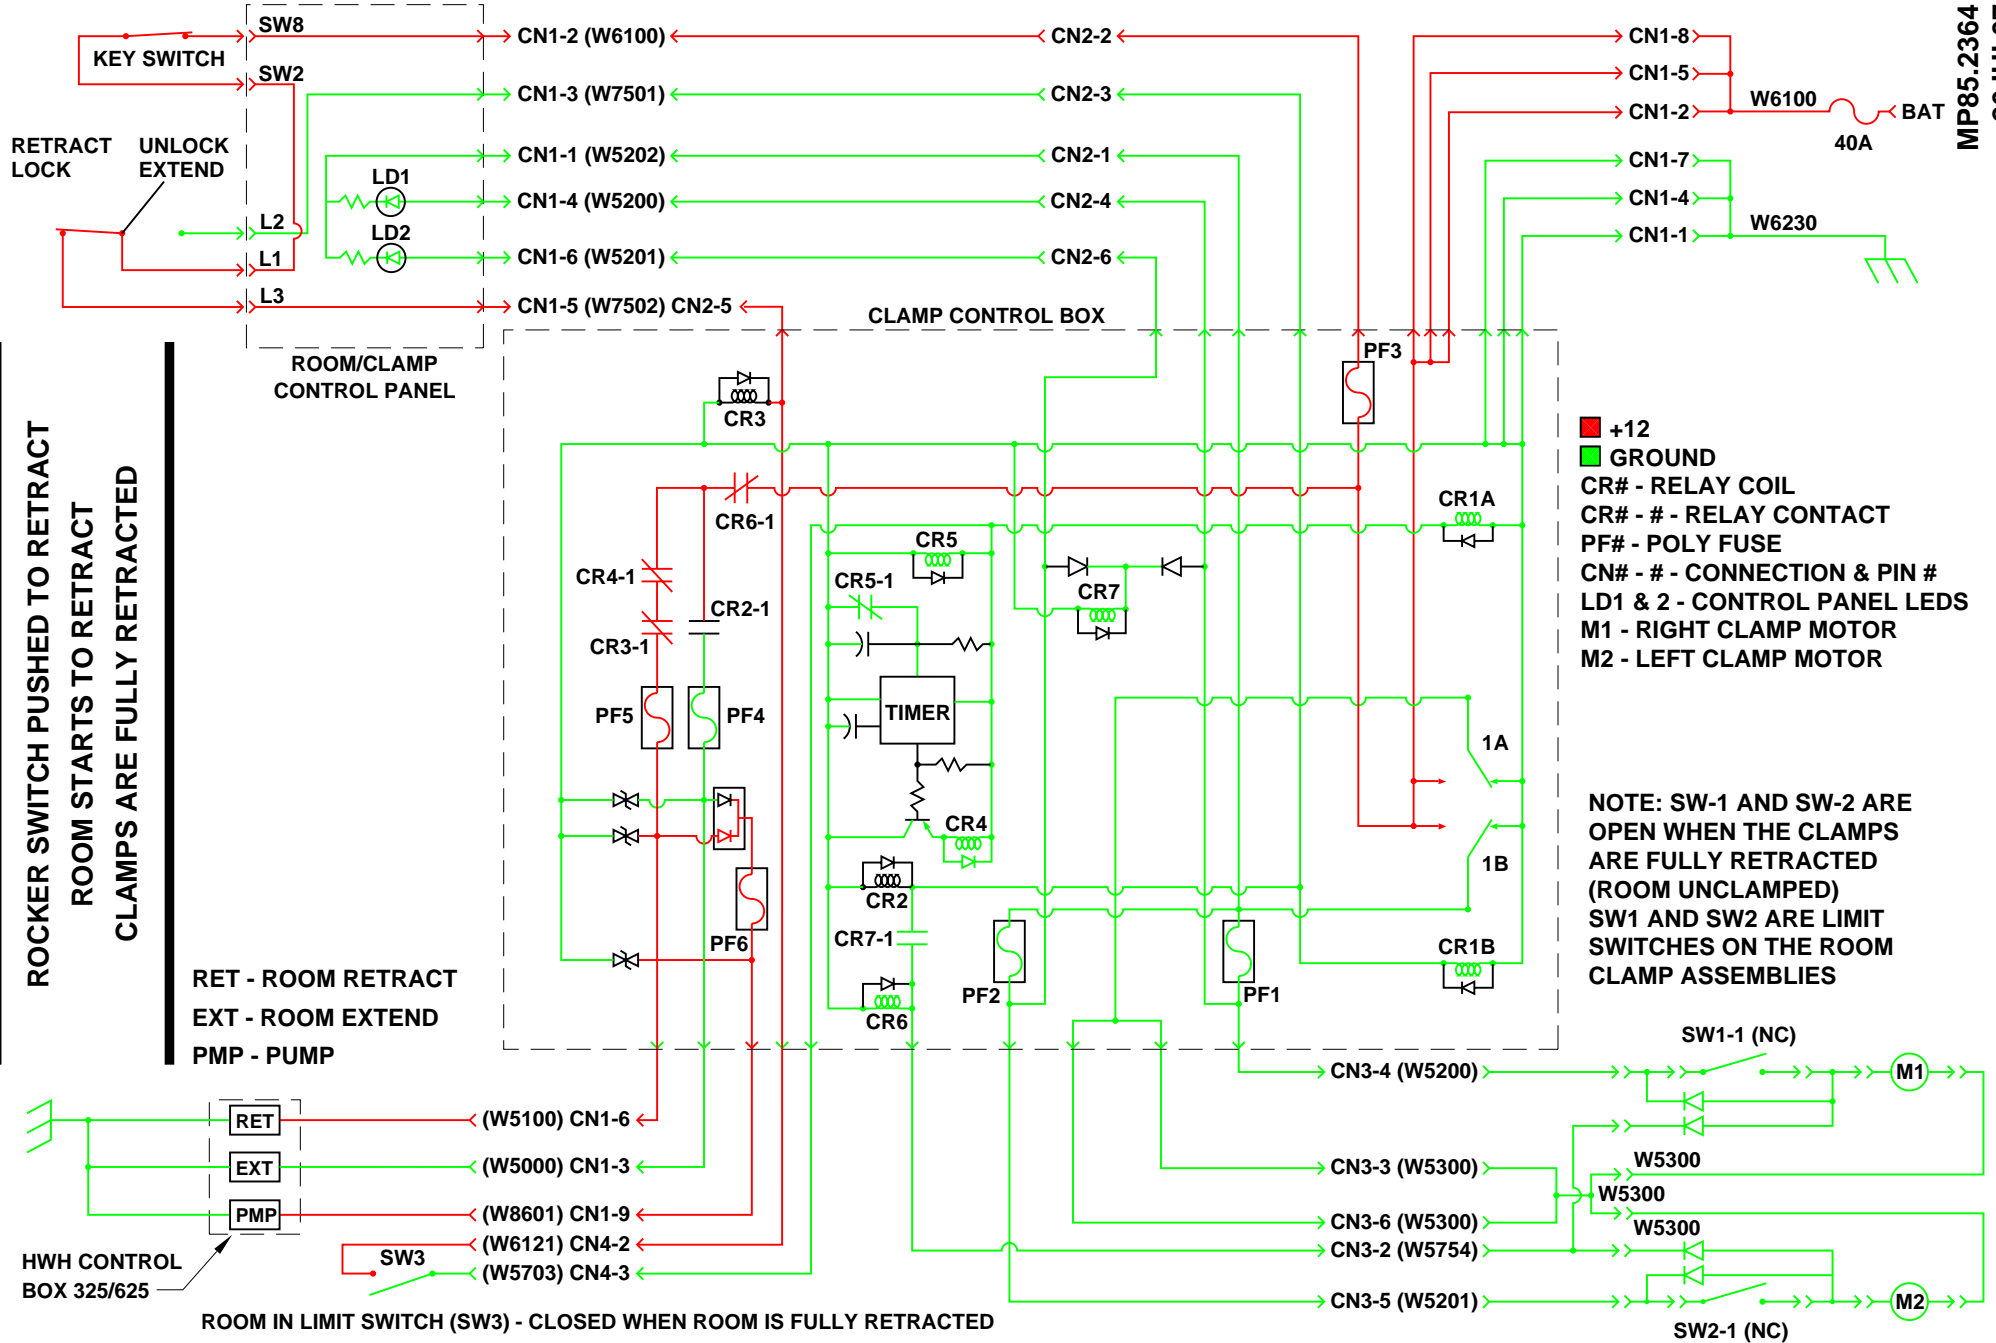 SW8
KEY SWITCH
SW2
CN1-2 (W6100)
CN2-2
CN1-8
CN1-5
CN1-3 (W7501)
CN2-3
CN1-2
W6100
BAT
40A
MP85.2364
RETRACT
LOCK
UNLOCK
EXTEND
CN1-1 (W5202)
CN2-1
CN1-7
LD1
CN1-4 (W5200)
CN2-4
CN1-4
L2
LD2
CN1-1
W6230
L1
CN1-6 (W5201)
CN2-6
L3
CN1-5 (W7502) CN2-5
CLAMP CONTROL BOX
ROOM/CLAMP
CONTROL PANEL
PF3
CR3
ROCKER SWITCH PUSHED TO RETRACT
ROOM STARTS TO RETRACT
CLAMPS ARE FULLY RETRACTED
+12
GROUND
CR# - RELAY COIL
CR# - # - RELAY CONTACT
PF# - POLY FUSE
CN# - # - CONNECTION & PIN #
LD1 & 2 - CONTROL PANEL LEDS
M1 - RIGHT CLAMP MOTOR
M2 - LEFT CLAMP MOTOR
CR6-1
CR1A
CR5
CR4-1
CR5-1
CR7
CR2-1
CR3-1
PF5
PF4
TIMER
1A
CR4
1B
CR2
PF6
CR7-1
CR1B
PF2
PF1
CR6
NOTE: SW-1 AND SW-2 ARE
OPEN WHEN THE CLAMPS
ARE FULLY RETRACTED
(ROOM UNCLAMPED)
SW1 AND SW2 ARE LIMIT
SWITCHES ON THE ROOM
CLAMP ASSEMBLIES
RET - ROOM RETRACT
EXT - ROOM EXTEND
PMP - PUMP
SW1-1 (NC)
CN3-4 (W5200)
M1
RET
(W5100) CN1-6
EXT
(W5000) CN1-3
CN3-3 (W5300)
W5300
W5300
PMP
(W8601) CN1-9
CN3-6 (W5300)
W5300
(W6121) CN4-2
CN3-2 (W5754)
HWH CONTROL
BOX 325/625
SW3
(W5703) CN4-3
CN3-5 (W5201)
M2
SW2-1 (NC)
ROOM IN LIMIT SWITCH (SW3) - CLOSED WHEN ROOM IS FULLY RETRACTED